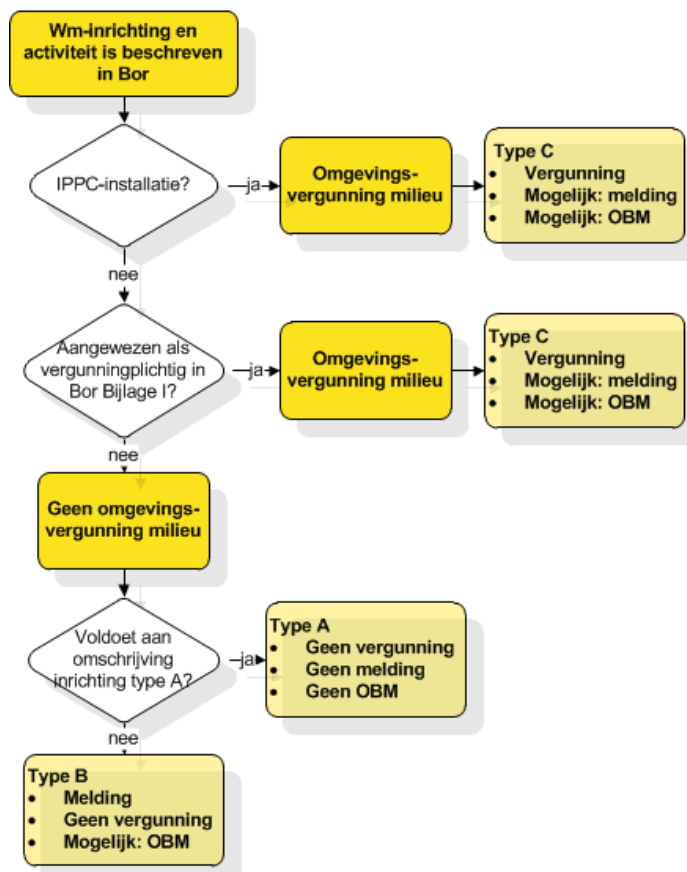 Wm-inrichting en
activiteit is beschreven
in Bor
IPPC-installatie?
ja
Omgevings-
vergunning milieu
Type C
• Vergunning
• Mogelijk: melding
• Mogelijk: OBM
nee
Aangewezen als
vergunningplichtig in
Bor Bijlage I?
ja
Omgevings-
vergunning milieu
Type C
• Vergunning
• Mogelijk: melding
• Mogelijk: OBM
nee
Geen omgevings-
vergunning milieu
Voldoet aan
omschrijving
inrichting type A?
ja
Type A
• Geen vergunning
• Geen melding
• Geen OBM
nee
Type B
• Melding
• Geen vergunning
• Mogelijk: OBM